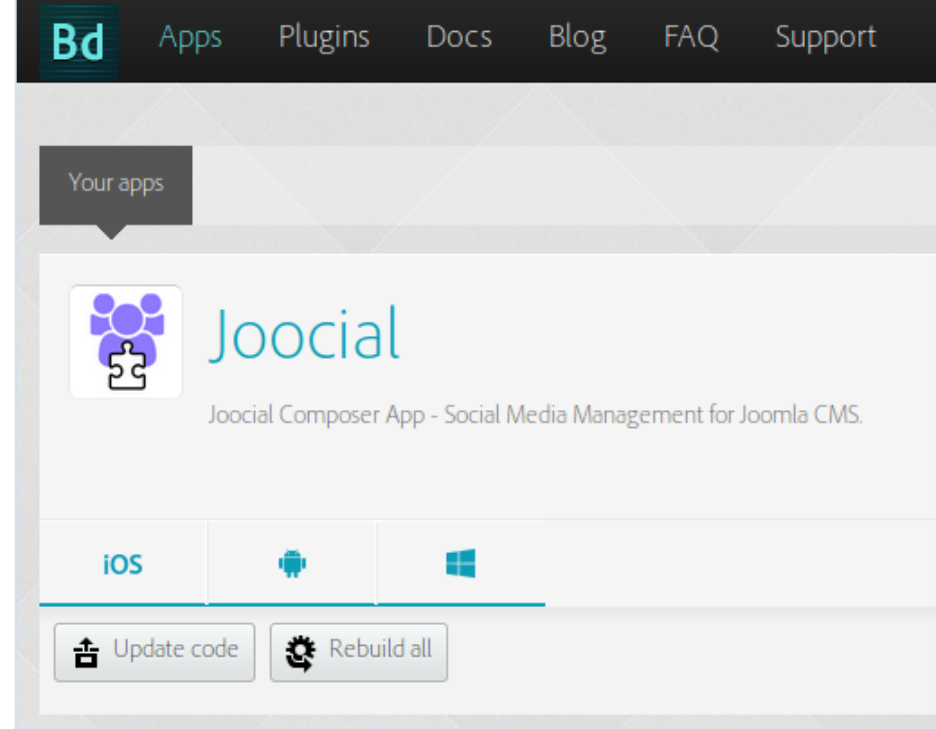 Bd Apps Plugins Docs Blog FAQ Support
Your apps
Joocial
Joocial Composer App - Social Media Management for Joomla CMS.
iOS
Update code Rebuild all